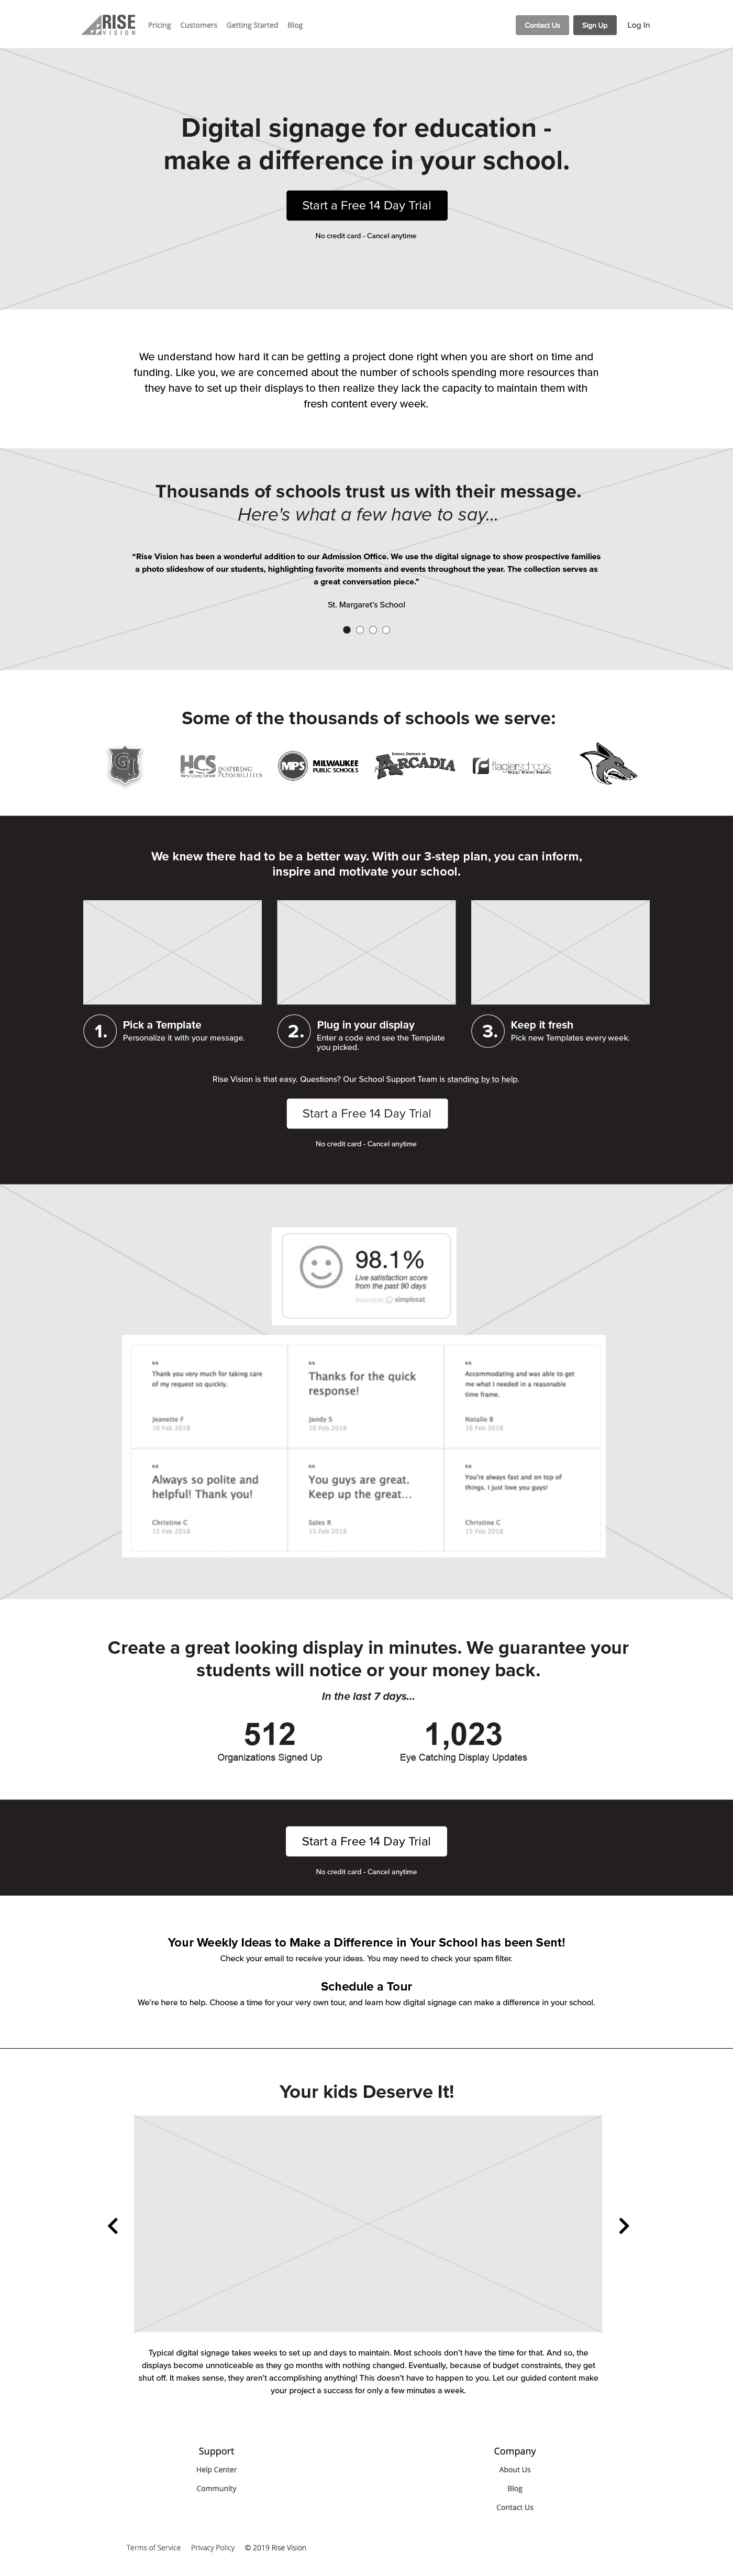 RISE
VISION
Pricing Customers Getting Started Blog
Contact Us Sign Up Log In
Digital signage for education -
make a difference in your school.
Start a Free 14 Day Trial
No credit card - Cancel anytime
We understand how hard it can be getting a project done right when you are short on time and
funding. Like you, we are concerned about the number of schools spending more resources than
they have to set up their displays to then realize they lack the capacity to maintain them with
fresh content every week.
Thousands of schools trust us with their message.
Here's what a few have to say...
“Rise Vision has been a wonderful addition to our Admission Office. We use the digital signage to show prospective families
a photo slideshow of our students, highlighting favorite moments and events throughout the year. The collection serves as
a great conversation piece.”
St. Margaret’s School
Some of the thousands of schools we serve:
HCS
INSPIRING
POSSIBILITIES
MPS
MILWAUKEE
PUBLIC SCHOOLS
ARCADIA
flaglerschools
We knew there had to be a better way. With our 3-step plan, you can inform,
inspire and motivate your school.
1.
Pick a Template
Personalize it with your message.
2.
Plug in your display
Enter a code and see the Template
you picked.
3.
Keep it fresh
Pick new Templates every week.
Rise Vision is that easy. Questions? Our School Support Team is standing by to help.
Start a Free 14 Day Trial
No credit card - Cancel anytime
98.1%
Live satisfaction score
from the past 90 days
Powered by simplesat
“
Thank you very much for taking care
of my request so quickly.
Jeanette F
16 Feb 2018
“
Thanks for the quick
response!
Jandy S
16 Feb 2018
“
Accommodating and was able to get
me what I needed in a reasonable
time frame.
Natalie B
16 Feb 2018
“
Always so polite and
helpful! Thank you!
Christine C
15 Feb 2018
“
You guys are great.
Keep up the great...
Sales R
15 Feb 2018
“
You're always fast and on top of
things. I just love you guys!
Christine C
15 Feb 2018
Create a great looking display in minutes. We guarantee your
students will notice or your money back.
In the last 7 days...
512
Organizations Signed Up
1,023
Eye Catching Display Updates
Start a Free 14 Day Trial
No credit card - Cancel anytime
Your Weekly Ideas to Make a Difference in Your School has been Sent!
Check your email to receive your ideas. You may need to check your spam filter.
Schedule a Tour
We’re here to help. Choose a time for your very own tour, and learn how digital signage can make a difference in your school.
Your kids Deserve It!
Typical digital signage takes weeks to set up and days to maintain. Most schools don’t have the time for that. And so, the
displays become unnoticeable as they go months with nothing changed. Eventually, because of budget constraints, they get
shut off. It makes sense, they aren’t accomplishing anything! This doesn’t have to happen to you. Let our guided content make
your project a success for only a few minutes a week.
Support
Help Center
Community
Company
About Us
Blog
Contact Us
Terms of Service Privacy Policy © 2019 Rise Vision